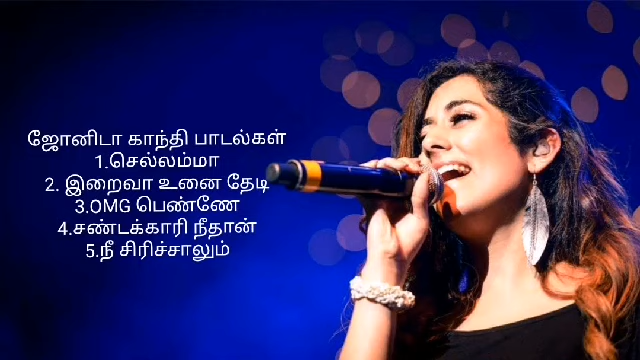 ஜோனிடா காந்தி பாடல்கள்
1.செல்லம்மா
2. இறைவா உனை தேடி
3.OMG பெண்ணே
4.சண்டக்காரி நீதான்
5.நீ சிரிச்சாலும்